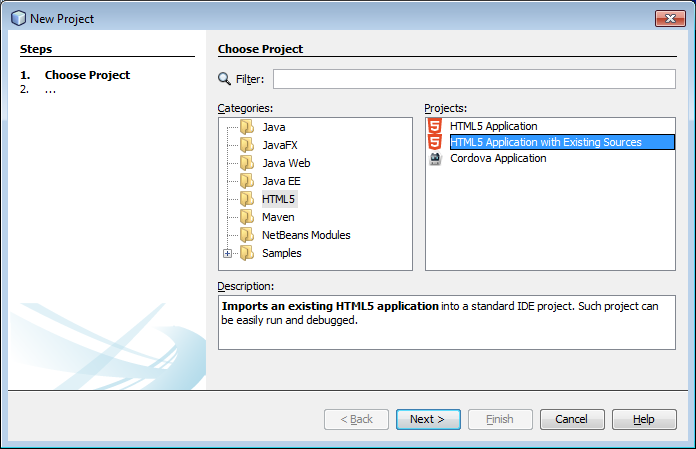 New Project
Steps
1. Choose Project
2. ...
Choose Project
Filter:
Categories:
Java
JavaFX
Java Web
Java EE
HTML5
Maven
NetBeans Modules
Samples
Projects:
HTML5 Application
HTML5 Application with Existing Sources
Cordova Application
Description:
Imports an existing HTML5 application into a standard IDE project. Such project can
be easily run and debugged.
< Back
Next >
Finish
Cancel
Help